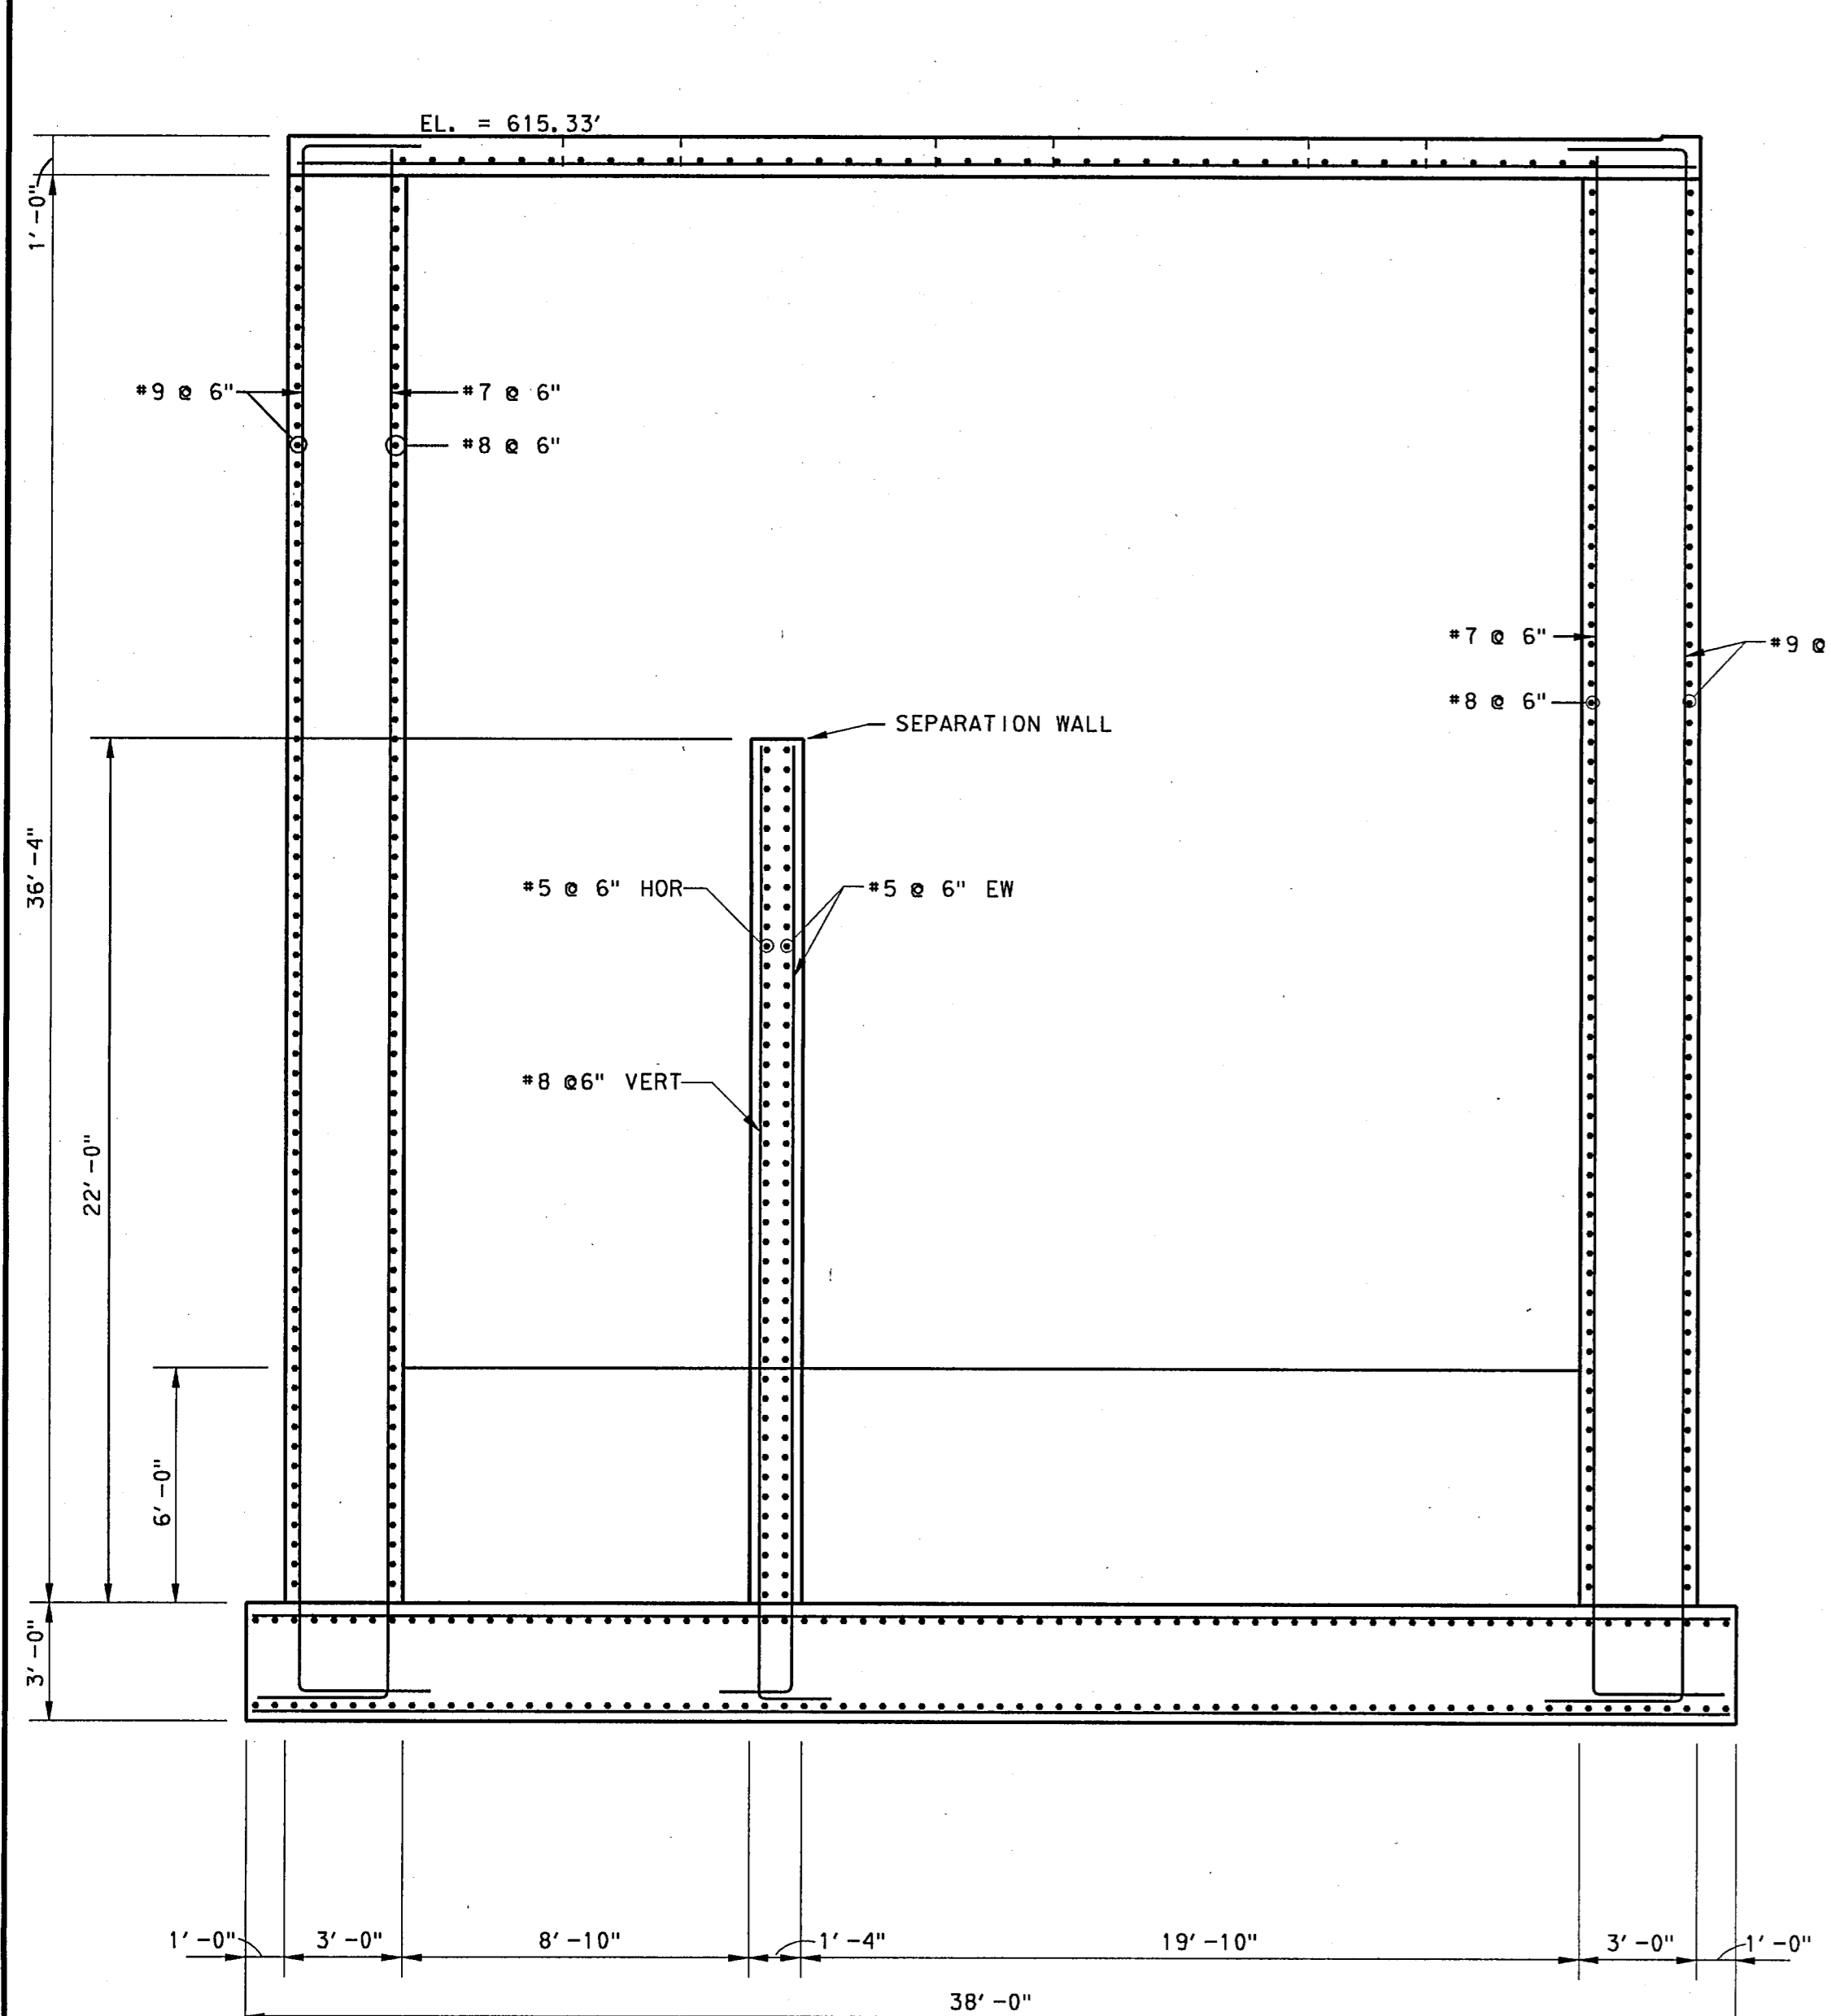 EL. = 615.33'
1'-0"
#9 @ 6"
#7 @ 6"
#8 @ 6"
#7 @ 6"
#9 @
#8 @ 6"
SEPARATION WALL
36'-4"
#5 @ 6" HOR
#5 @ 6" EW
#8 @6" VERT
22'-0"
6'-0"
3'-0"
1'-0"
3'-0"
8'-10"
1'-4"
19'-10"
3'-0"
1'-0"
38'-0"